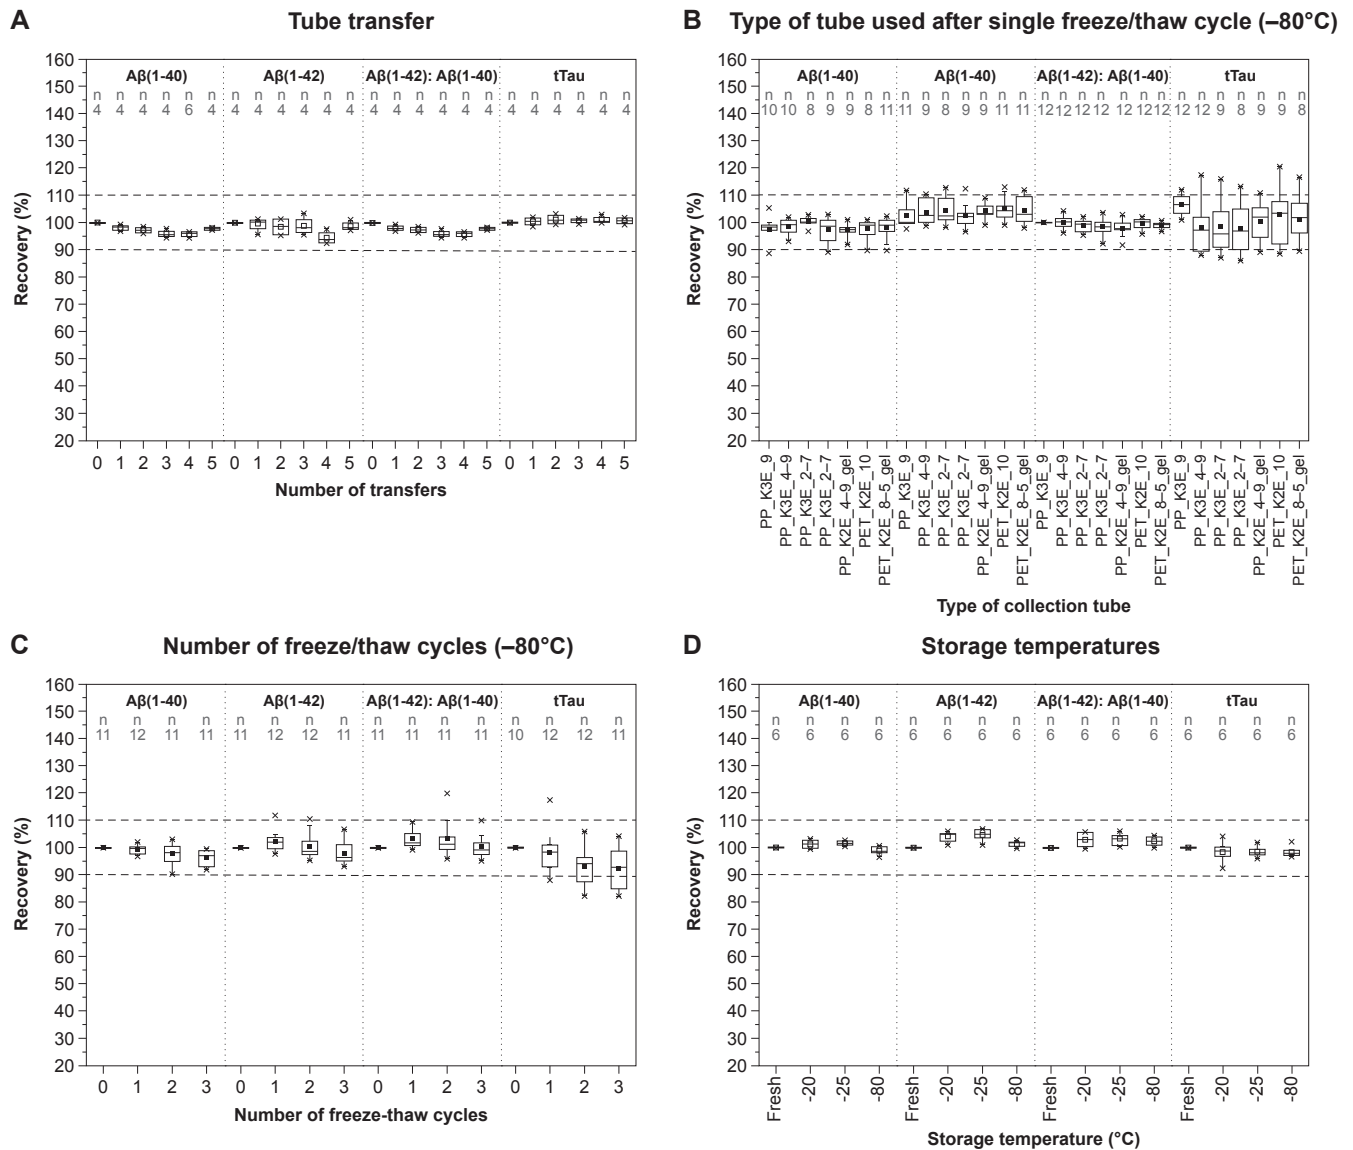 A Tube transfer
160
150
140
130
120
110
100
90
80
70
60
50
40
30
20
Recovery (%)
Aβ(1-40) Aβ(1-42) Aβ(1-42): Aβ(1-40) tTau
n n n n n n n n n n n n n n n n n n n n n n n n
4 4 4 4 6 4 4 4 4 4 4 4 4 4 4 4 4 4 4 4 4 4 4 4
0 1 2 3 4 5 0 1 2 3 4 5 0 1 2 3 4 5 0 1 2 3 4 5
Number of transfers
B Type of tube used after single freeze/thaw cycle (–80°C)
160
150
140
130
120
110
100
90
80
70
60
50
40
30
20
Recovery (%)
Aβ(1-40) Aβ(1-40) Aβ(1-42): Aβ(1-40) tTau
n n n n n n n n n n n n n n n n n n n n n n n n n n n n
10 10 8 9 9 8 11 11 9 8 9 9 11 11 12 12 12 12 12 12 12 12 12 9 8 9 9 8
PP_K3E_9
PP_K3E_4–9
PP_K3E_2–7
PP_K3E_2–7
PP_K2E_4–9_gel
PET_K2E_10
PET_K2E_8–5_gel
PP_K3E_9
PP_K3E_4–9
PP_K3E_2–7
PP_K3E_2–7
PP_K2E_4–9_gel
PET_K2E_10
PET_K2E_8–5_gel
PP_K3E_9
PP_K3E_4–9
PP_K3E_2–7
PP_K3E_2–7
PP_K2E_4–9_gel
PET_K2E_10
PET_K2E_8–5_gel
PP_K3E_9
PP_K3E_4–9
PP_K3E_2–7
PP_K3E_2–7
PP_K2E_4–9_gel
PET_K2E_10
PET_K2E_8–5_gel
Type of collection tube
C Number of freeze/thaw cycles (–80°C)
160
150
140
130
120
110
100
90
80
70
60
50
40
30
20
Recovery (%)
Aβ(1-40) Aβ(1-42) Aβ(1-42): Aβ(1-40) tTau
n n n n n n n n n n n n n n n n
11 12 11 11 11 12 12 11 11 11 11 11 10 12 12 11
0 1 2 3 0 1 2 3 0 1 2 3 0 1 2 3
Number of freeze-thaw cycles
D Storage temperatures
160
150
140
130
120
110
100
90
80
70
60
50
40
30
20
Recovery (%)
Aβ(1-40) Aβ(1-42) Aβ(1-42): Aβ(1-40) tTau
n n n n n n n n n n n n n n n n
6 6 6 6 6 6 6 6 6 6 6 6 6 6 6 6
Fresh
-20
-25
-80
Fresh
-20
-25
-80
Fresh
-20
-25
-80
Fresh
-20
-25
-80
Storage temperature (°C)